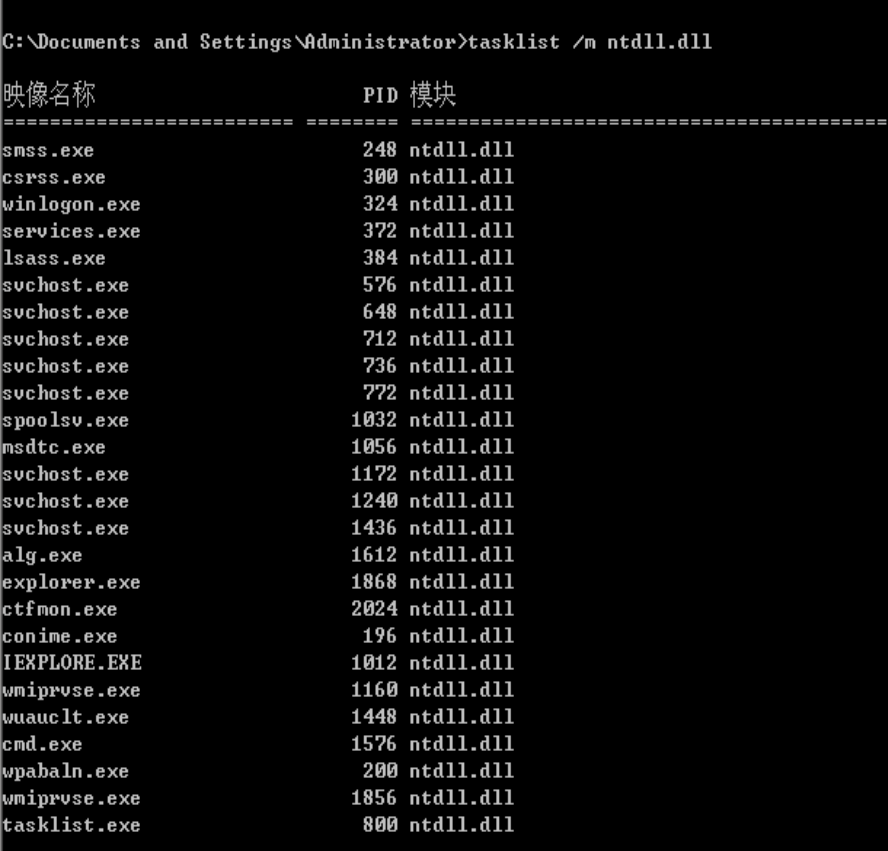 C:\Documents and Settings\Administrator>tasklist /m ntdll.dll
映像名称 PID 模块
========================= ======== =========================================
smss.exe 248 ntdll.dll
csrss.exe 300 ntdll.dll
winlogon.exe 324 ntdll.dll
services.exe 372 ntdll.dll
lsass.exe 384 ntdll.dll
svchost.exe 576 ntdll.dll
svchost.exe 648 ntdll.dll
svchost.exe 712 ntdll.dll
svchost.exe 736 ntdll.dll
svchost.exe 772 ntdll.dll
spoolsv.exe 1032 ntdll.dll
msdtc.exe 1056 ntdll.dll
svchost.exe 1172 ntdll.dll
svchost.exe 1240 ntdll.dll
svchost.exe 1436 ntdll.dll
alg.exe 1612 ntdll.dll
explorer.exe 1868 ntdll.dll
ctfmon.exe 2024 ntdll.dll
conime.exe 196 ntdll.dll
IEXPLORE.EXE 1012 ntdll.dll
wmiprvse.exe 1160 ntdll.dll
wuauclt.exe 1448 ntdll.dll
cmd.exe 1576 ntdll.dll
wpabaln.exe 200 ntdll.dll
wmiprvse.exe 1856 ntdll.dll
tasklist.exe 800 ntdll.dll